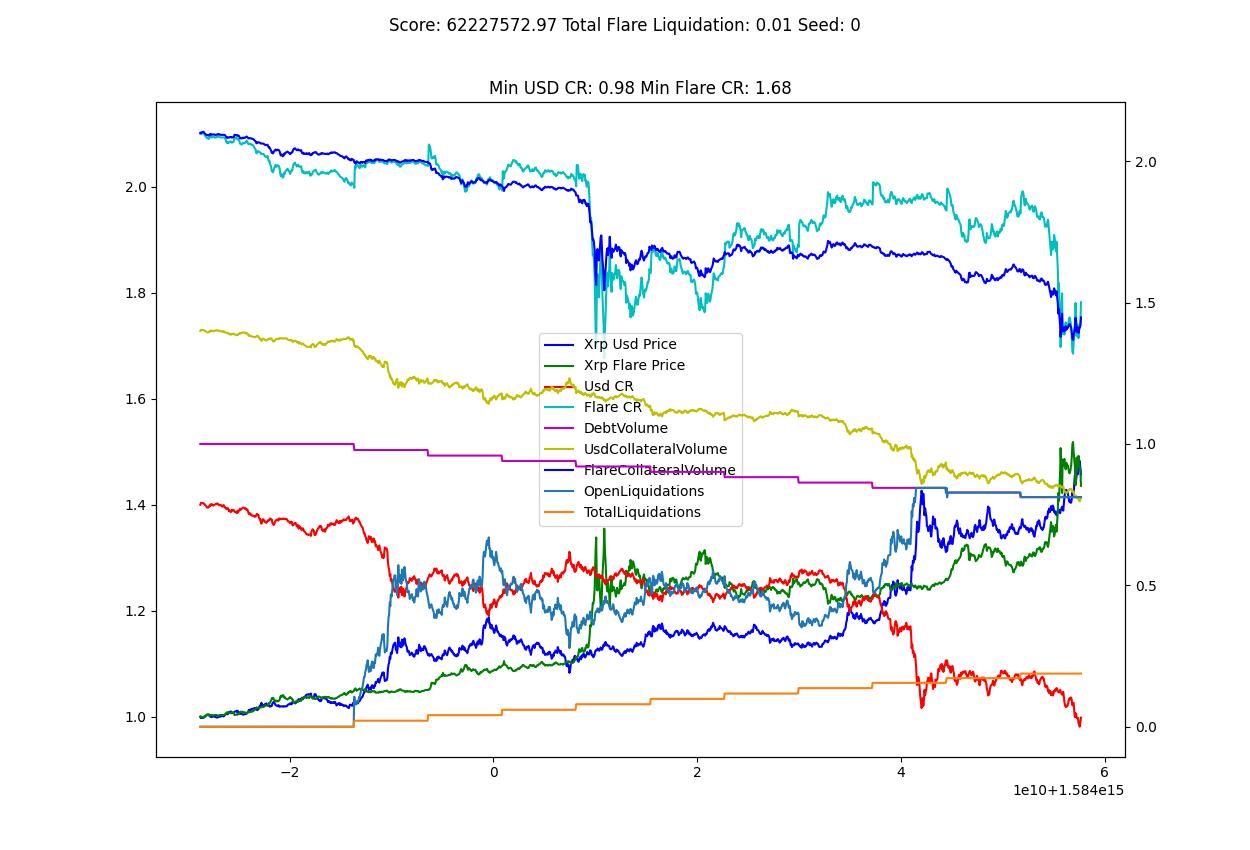 Score: 62227572.97 Total Flare Liquidation: 0.01 Seed: 0
Min USD CR: 0.98 Min Flare CR: 1.68
2.0
1.8
1.6
1.4
1.2
1.0
2.0
1.5
1.0
0.5
0.0
Xrp Usd Price
Xrp Flare Price
Usd CR
Flare CR
DebtVolume
UsdCollateralVolume
FlareCollateralVolume
OpenLiquidations
TotalLiquidations
−2 0 2 4 6
1e10+1.584e15